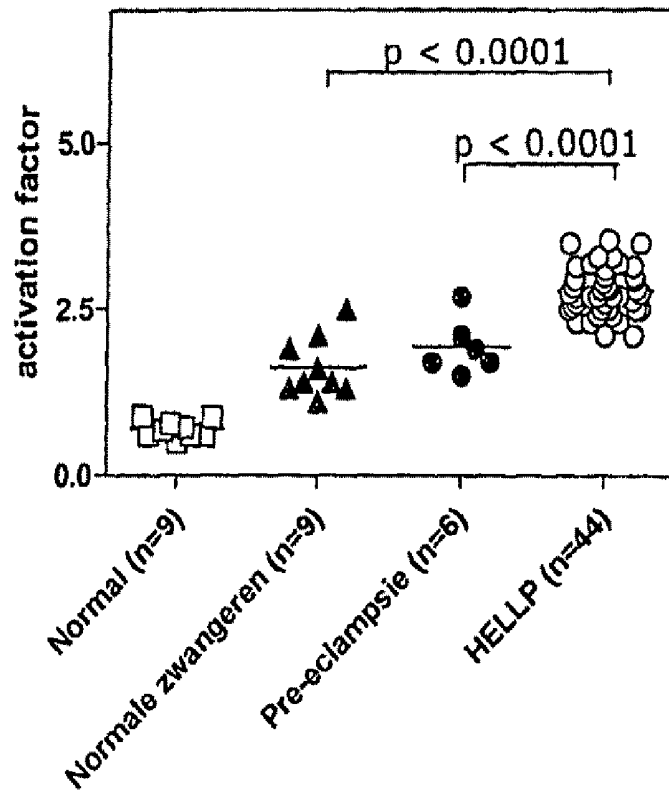 p < 0.0001
p < 0.0001
activation factor
5.0
2.5
0.0
Normal (n=9)
Normale zwangeren (n=9)
Pre-eclampsie (n=6)
HELLP (n=44)